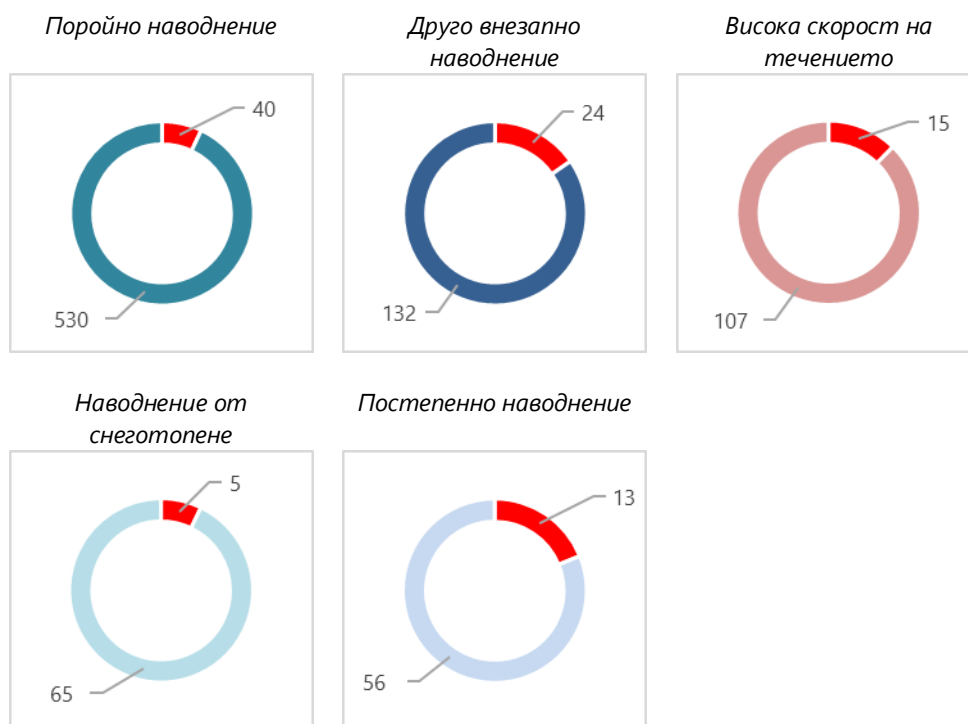 Поройно наводнение
Друго внезапно
наводнение
Висока скорост на
течението
40
530
24
132
15
107
Наводнение от
снеготопене
Постепенно наводнение
5
65
13
56